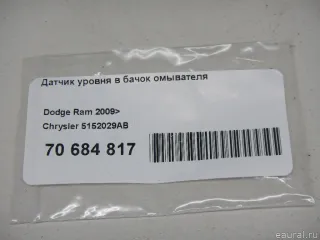 Датчик уровня в бачок омывателя
Dodge Ram 2009>
Chrysler 5152029AB
70 684 817
eaural.ru